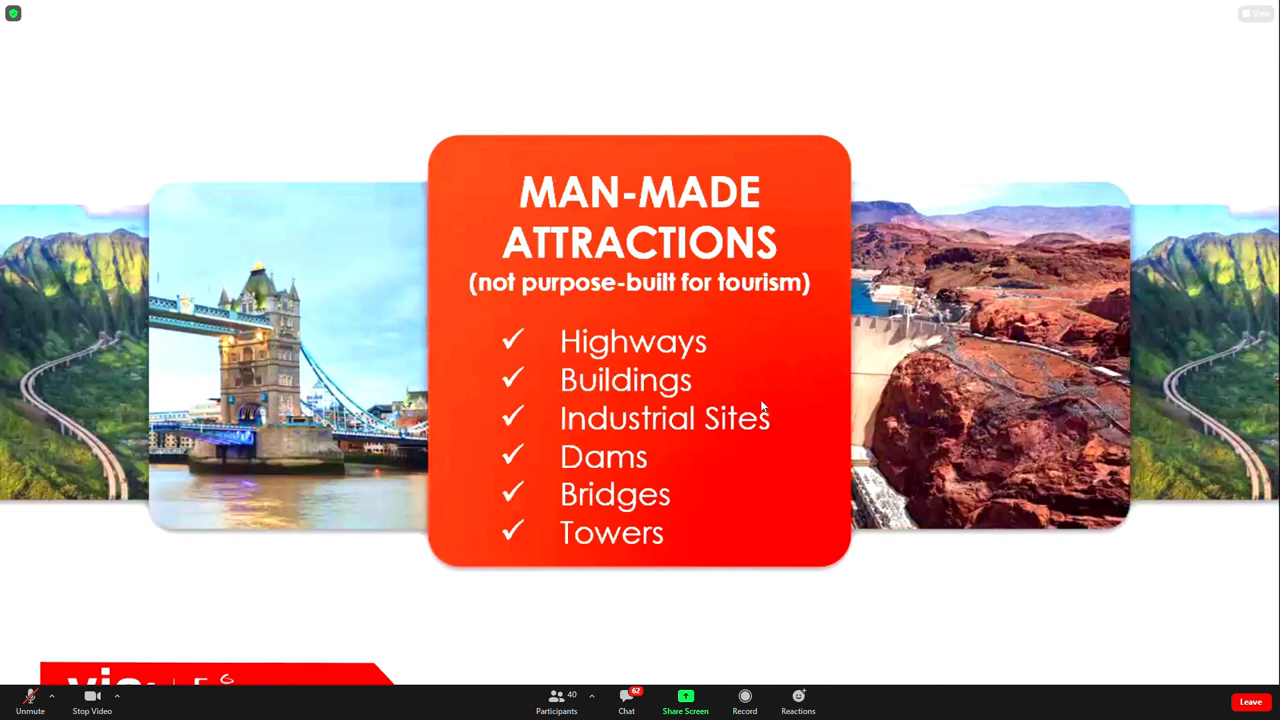 View
MAN-MADE
ATTRACTIONS
(not purpose-built for tourism)
✓ Highways
✓ Buildings
✓ Industrial Sites
✓ Dams
✓ Bridges
✓ Towers
Unmute
Stop Video
Participants
40
Chat
62
Share Screen
Record
Reactions
Leave